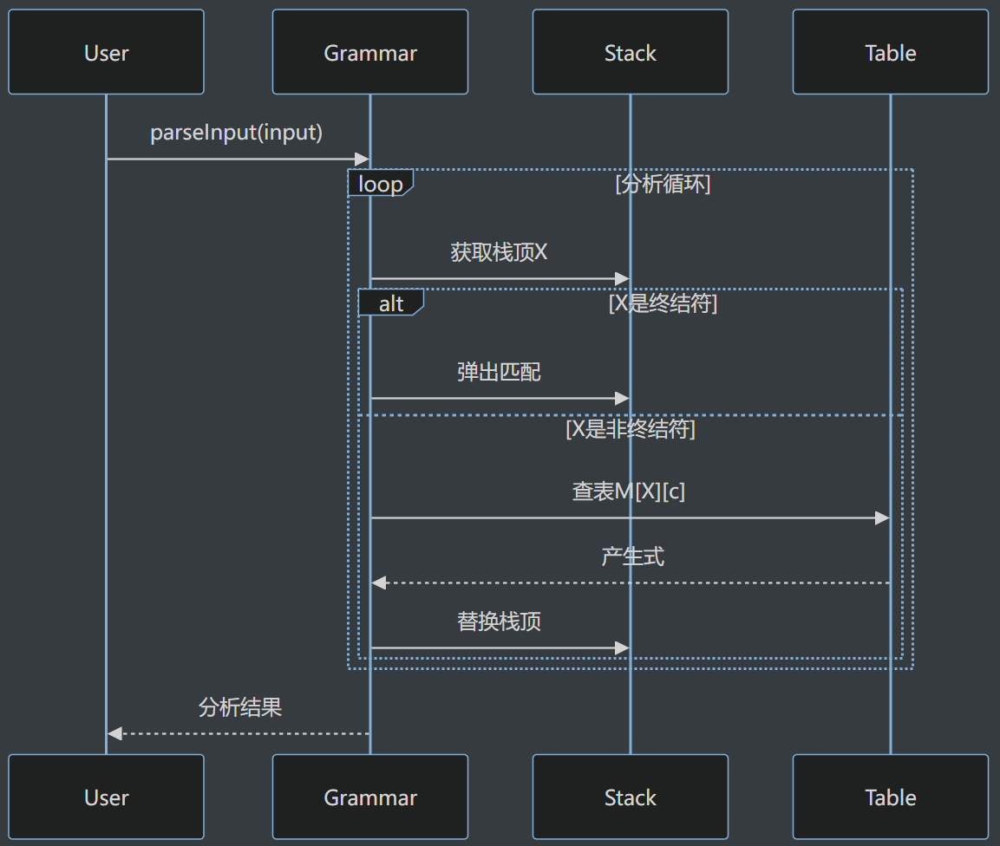 User
Grammar
Stack
Table
parseInput(input)
loop
[分析循环]
获取栈顶X
alt
[X是终结符]
弹出匹配
[X是非终结符]
查表M[X][c]
产生式
替换栈顶
分析结果
User
Grammar
Stack
Table